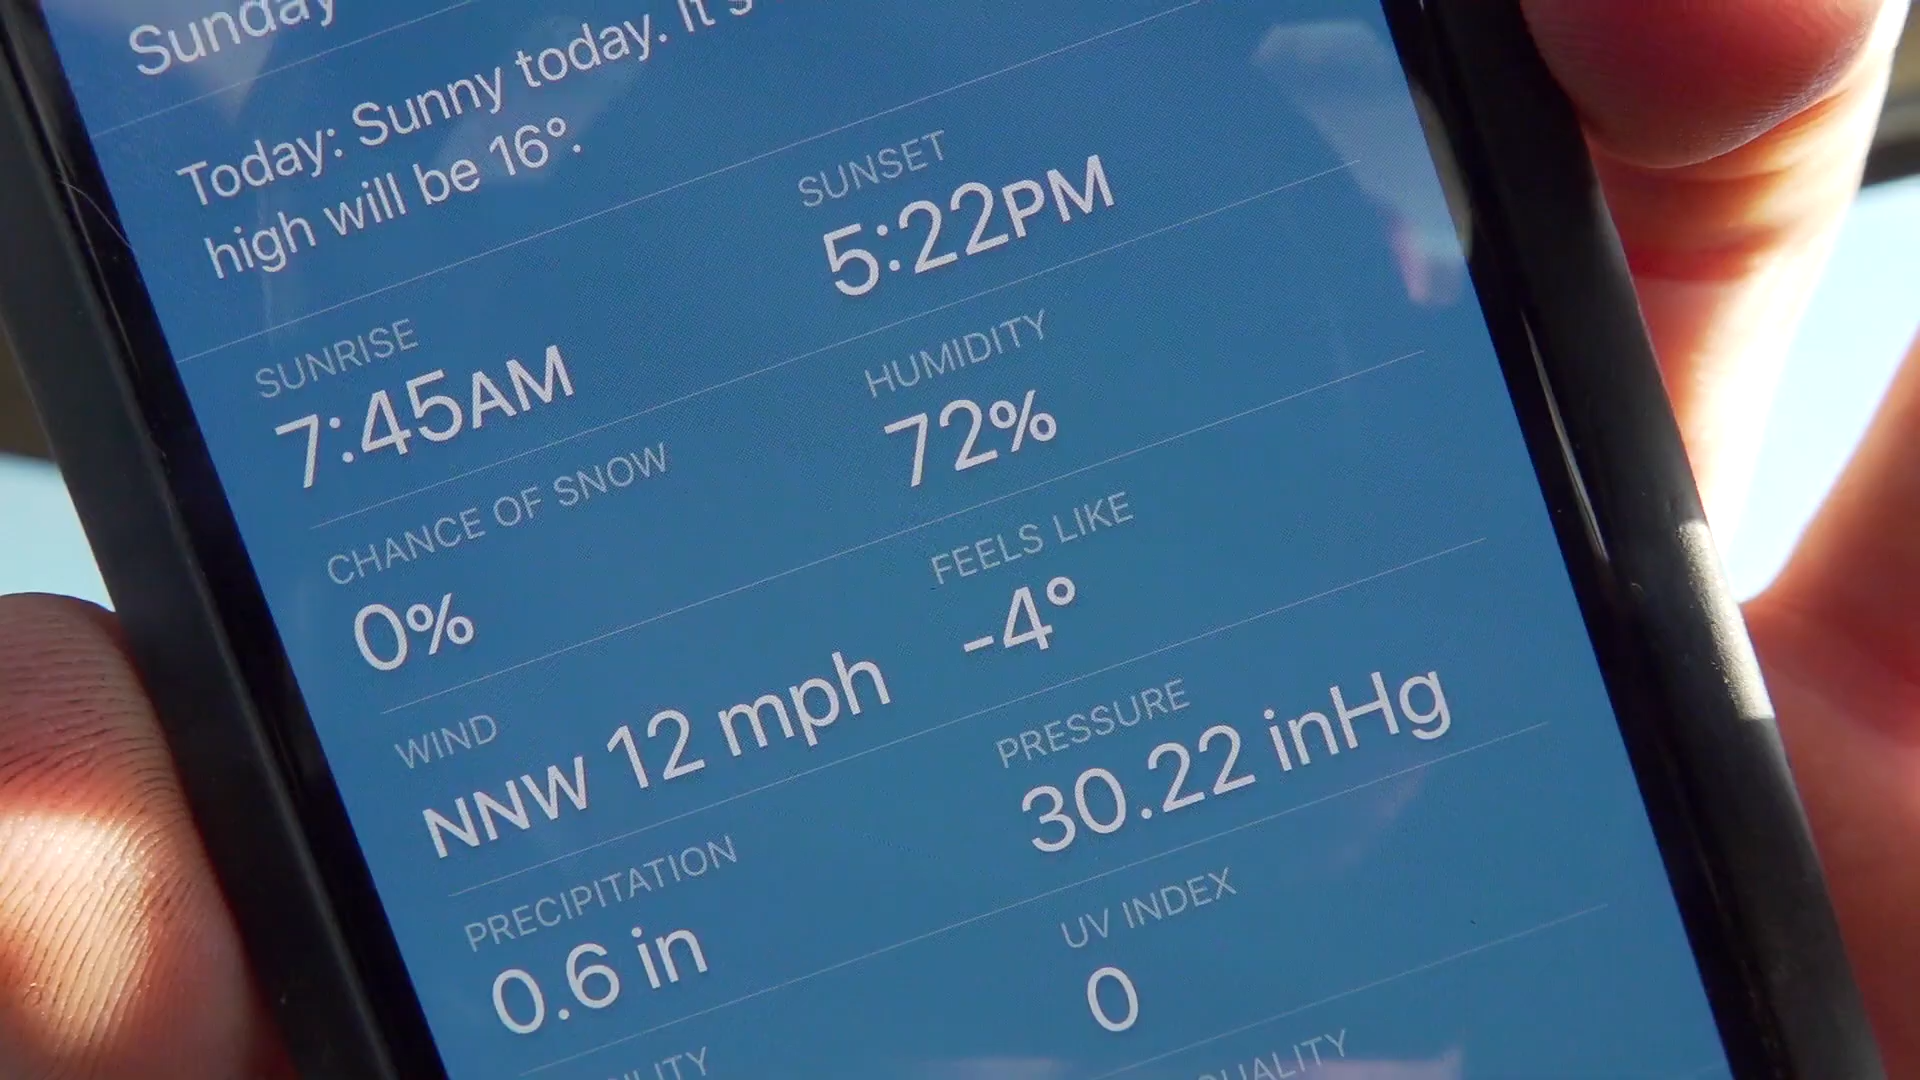 Sunday
Today: Sunny today. It's
high will be 16°.
SUNRISE
7:45AM
SUNSET
5:22PM
CHANCE OF SNOW
0%
HUMIDITY
72%
WIND
NNW 12 mph
FEELS LIKE
-4°
PRECIPITATION
0.6 in
PRESSURE
30.22 inHg
UV INDEX
0